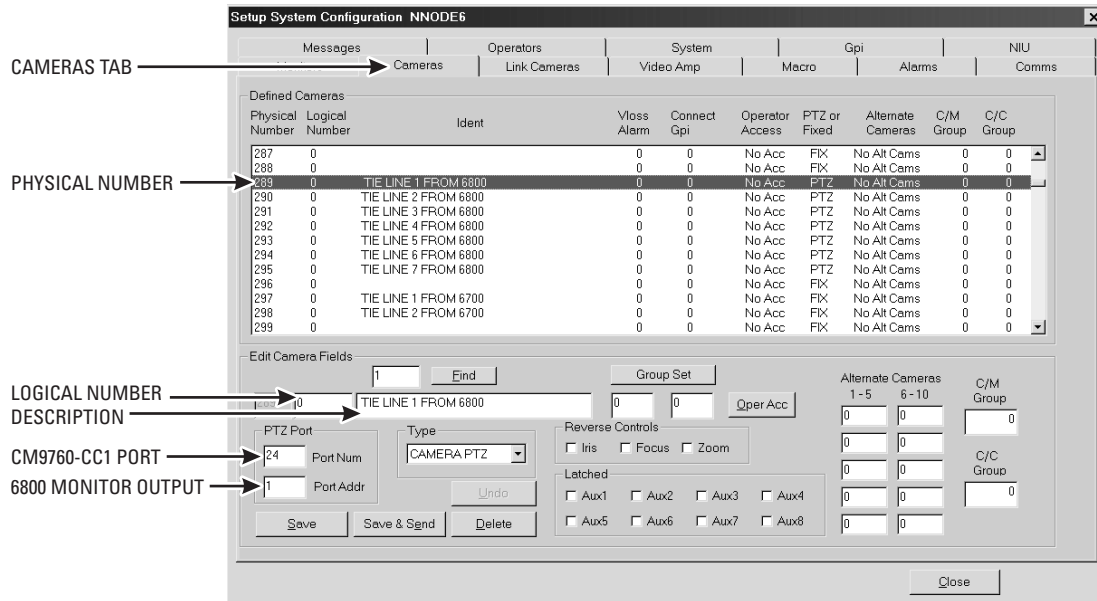 Setup System Configuration NNODE6
Messages Operators System Gpi NIU
CAMERAS TAB Cameras Link Cameras Video Amp Macro Alarms Comms
Defined Cameras
Physical Number Logical Number Ident Vloss Alarm Connect Gpi Operator Access PTZ or Fixed Alternate Cameras C/M Group C/C Group
287 0 0 0 No Acc FIX No Alt Cams 0 0
288 0 0 0 No Acc FIX No Alt Cams 0 0
PHYSICAL NUMBER 289 0 TIE LINE 1 FROM 6800 0 0 No Acc PTZ No Alt Cams 0 0
290 0 TIE LINE 2 FROM 6800 0 0 No Acc PTZ No Alt Cams 0 0
291 0 TIE LINE 3 FROM 6800 0 0 No Acc PTZ No Alt Cams 0 0
292 0 TIE LINE 4 FROM 6800 0 0 No Acc PTZ No Alt Cams 0 0
293 0 TIE LINE 5 FROM 6800 0 0 No Acc PTZ No Alt Cams 0 0
294 0 TIE LINE 6 FROM 6800 0 0 No Acc PTZ No Alt Cams 0 0
295 0 TIE LINE 7 FROM 6800 0 0 No Acc PTZ No Alt Cams 0 0
296 0 0 0 No Acc FIX No Alt Cams 0 0
297 0 TIE LINE 1 FROM 6700 0 0 No Acc FIX No Alt Cams 0 0
298 0 TIE LINE 2 FROM 6700 0 0 No Acc FIX No Alt Cams 0 0
299 0 0 0 No Acc FIX No Alt Cams 0 0
Edit Camera Fields
1 Find Group Set Alternate Cameras C/M Group
1 - 5 6 - 10
LOGICAL NUMBER 0 TIE LINE 1 FROM 6800 0 0 Oper Acc 0 0 0
DESCRIPTION
PTZ Port Type Reverse Controls
CM9760-CC1 PORT 24 Port Num CAMERA PTZ Iris Focus Zoom 0 0 C/C Group
6800 MONITOR OUTPUT 1 Port Addr Undo Latched 0 0 0
Aux1 Aux2 Aux3 Aux4 0 0
Save Save & Send Delete Aux5 Aux6 Aux7 Aux8 0 0
Close